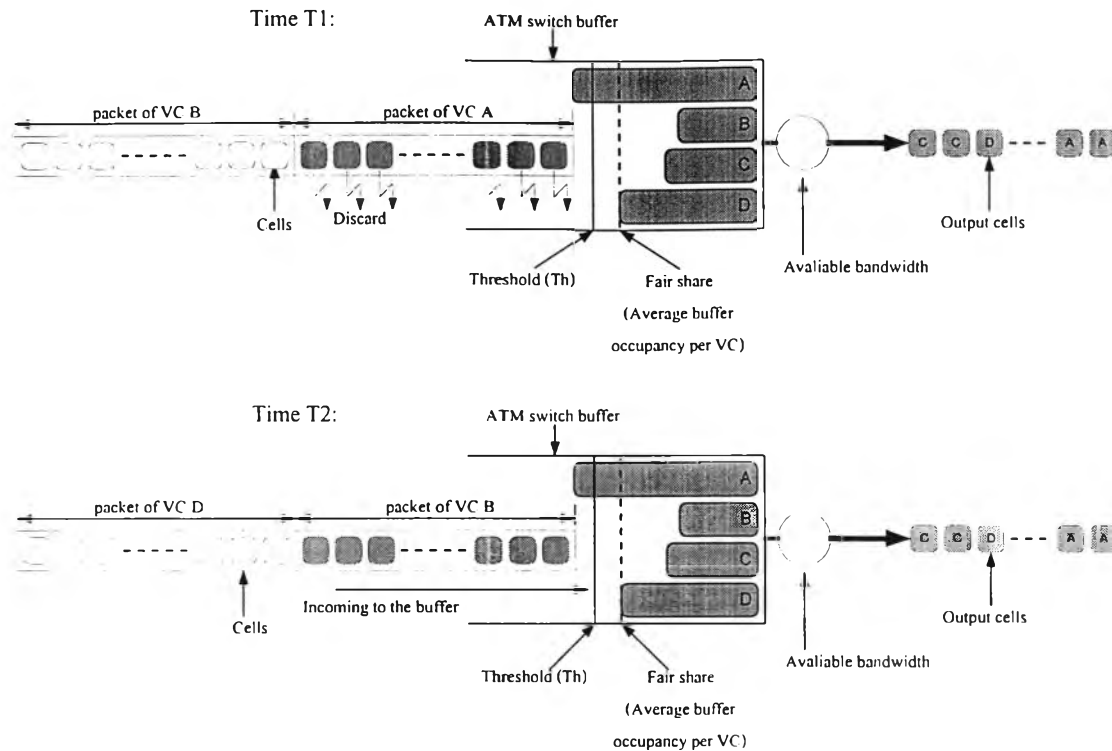 Time T1:
ATM switch buffer
packet of VC B
packet of VC A
A
B
C
D
C C D A A
Cells
Discard
Output cells
Threshold (Th)
Fair share
(Average buffer
occupancy per VC)
Avaliable bandwidth
Time T2:
ATM switch buffer
packet of VC D
packet of VC B
A
B
C
D
C C D A A
Incoming to the buffer
Cells
Output cells
Threshold (Th)
Fair share
(Average buffer
occupancy per VC)
Avaliable bandwidth